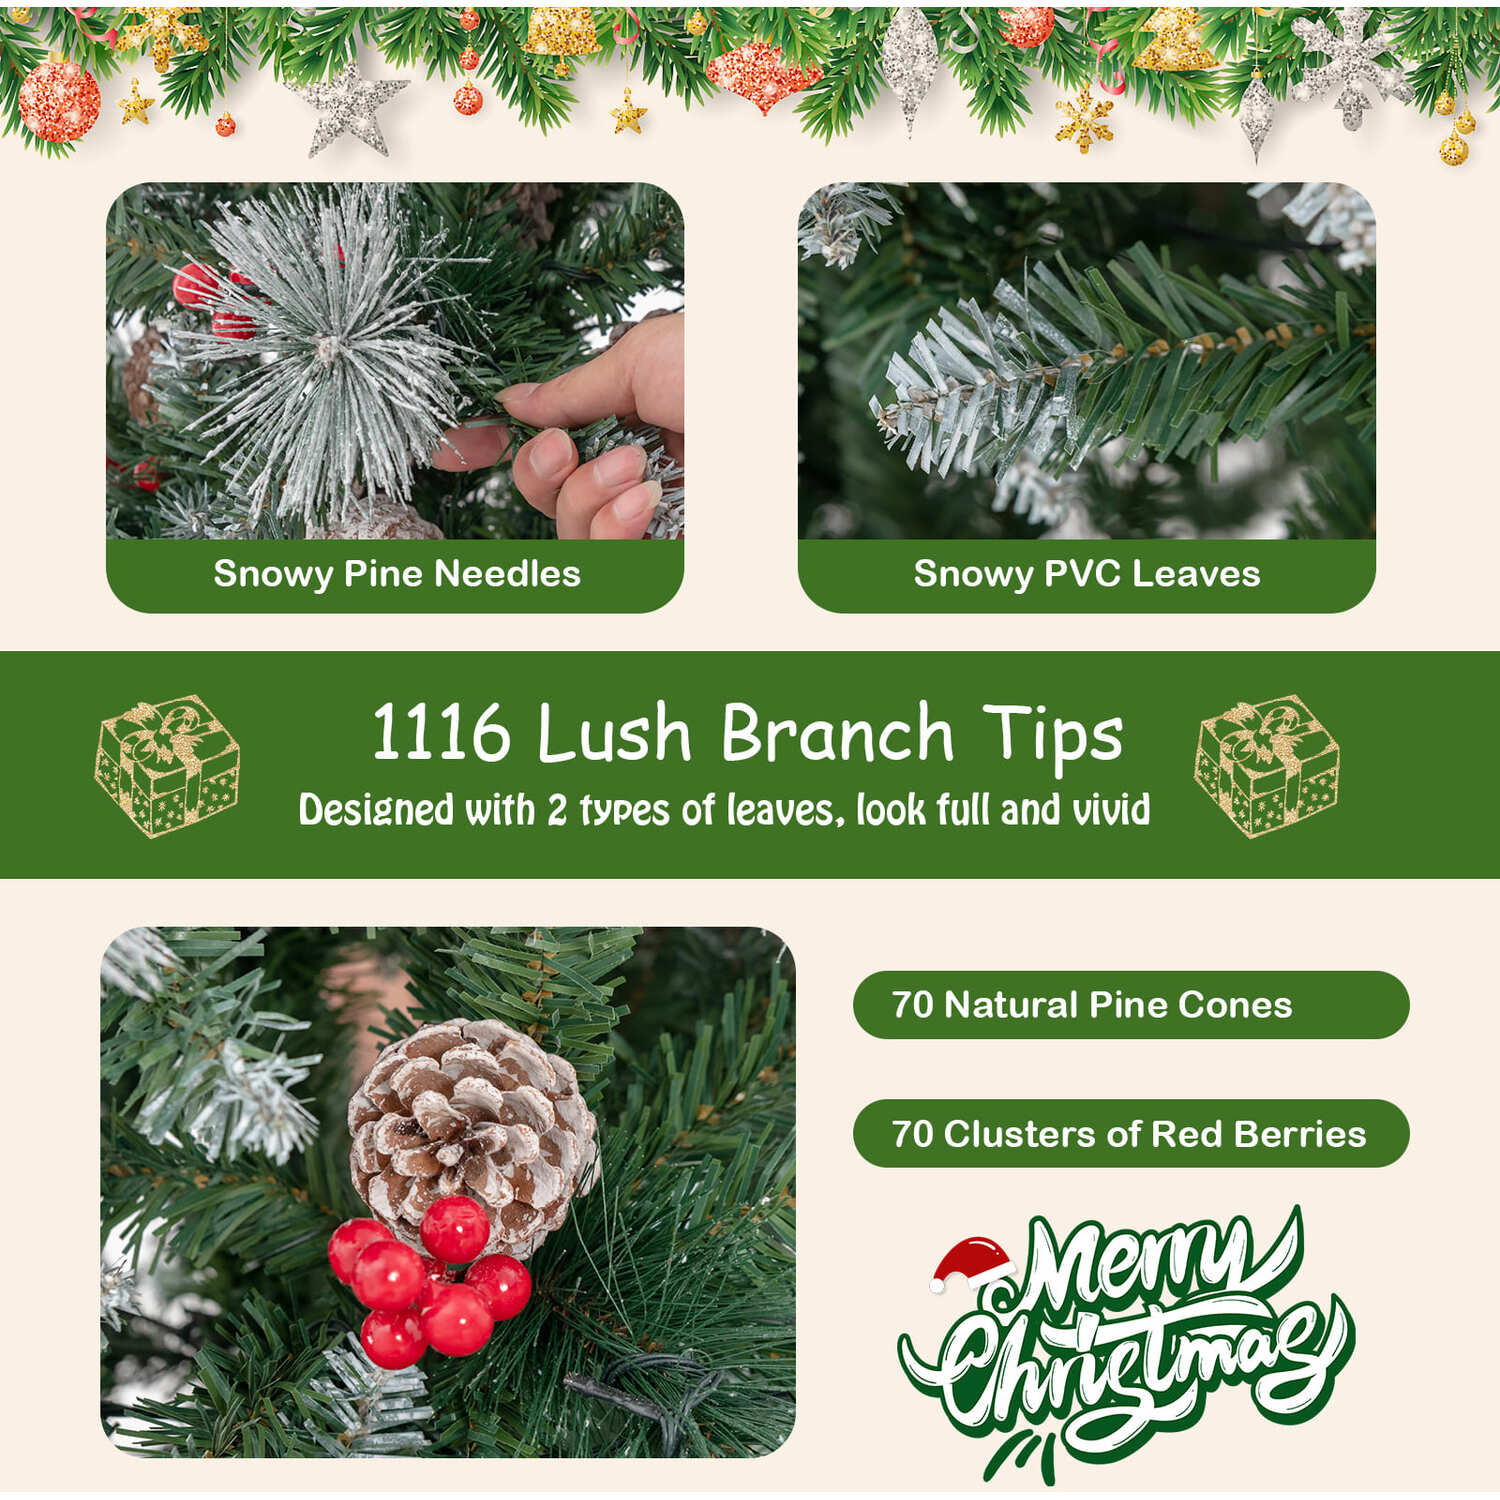 Snowy Pine Needles
Snowy PVC Leaves
1116 Lush Branch Tips
Designed with 2 types of leaves, look full and vivid
70 Natural Pine Cones
70 Clusters of Red Berries
Merry
Christmas